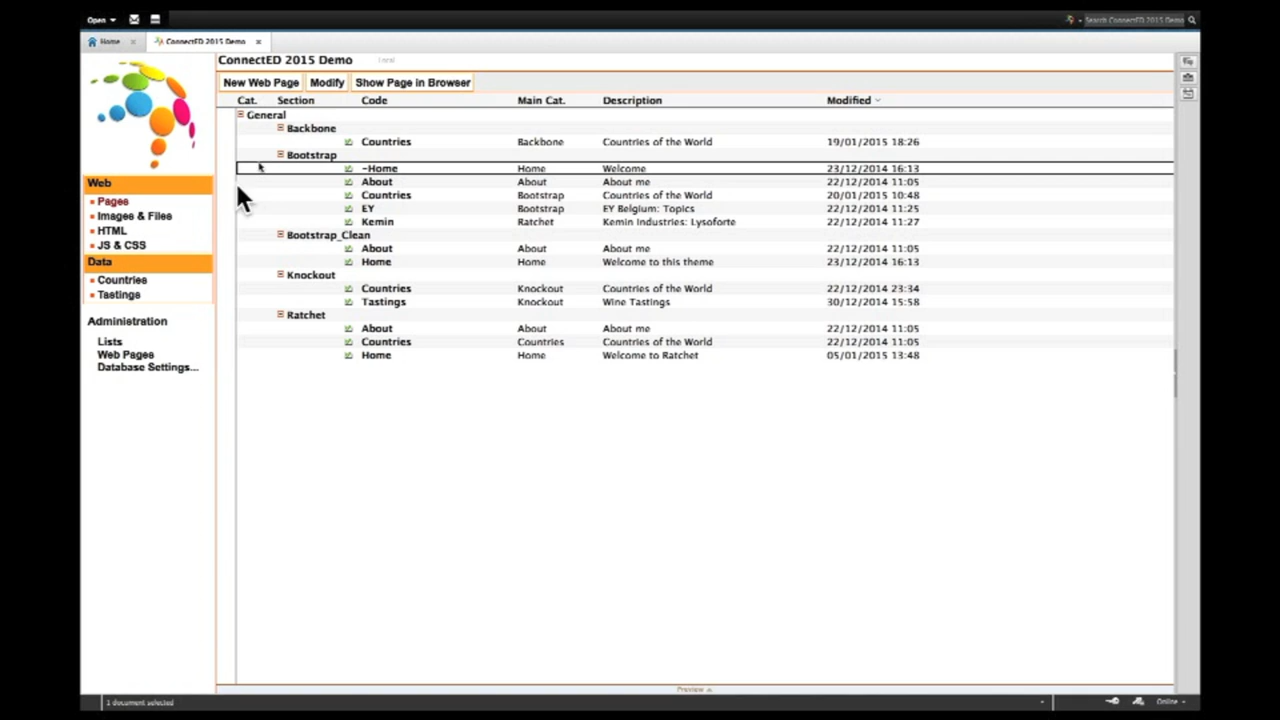 Open
Search ConnectED 2015 Demo
Home
ConnectED 2015 Demo
ConnectED 2015 Demo
Local
New Web Page Modify Show Page in Browser
Cat. Section Code Main Cat. Description Modified
General
Backbone
Countries Backbone Countries of the World 19/01/2015 18:26
Bootstrap
~Home Home Welcome 23/12/2014 16:13
About About About me 22/12/2014 11:05
Countries Bootstrap Countries of the World 20/01/2015 10:48
EY Bootstrap EY Belgium: Topics 22/12/2014 11:25
Kemin Ratchet Kemin Industries: Lysoforte 22/12/2014 11:27
Bootstrap_Clean
About About About me 22/12/2014 11:05
Home Home Welcome to this theme 23/12/2014 16:13
Knockout
Countries Knockout Countries of the World 22/12/2014 23:34
Tastings Knockout Wine Tastings 30/12/2014 15:58
Ratchet
About About About me 22/12/2014 11:05
Countries Countries Countries of the World 22/12/2014 11:05
Home Home Welcome to Ratchet 05/01/2015 13:48
Web
Pages
Images & Files
HTML
JS & CSS
Data
Countries
Tastings
Administration
Lists
Web Pages
Database Settings...
Preview
1 document selected
Online